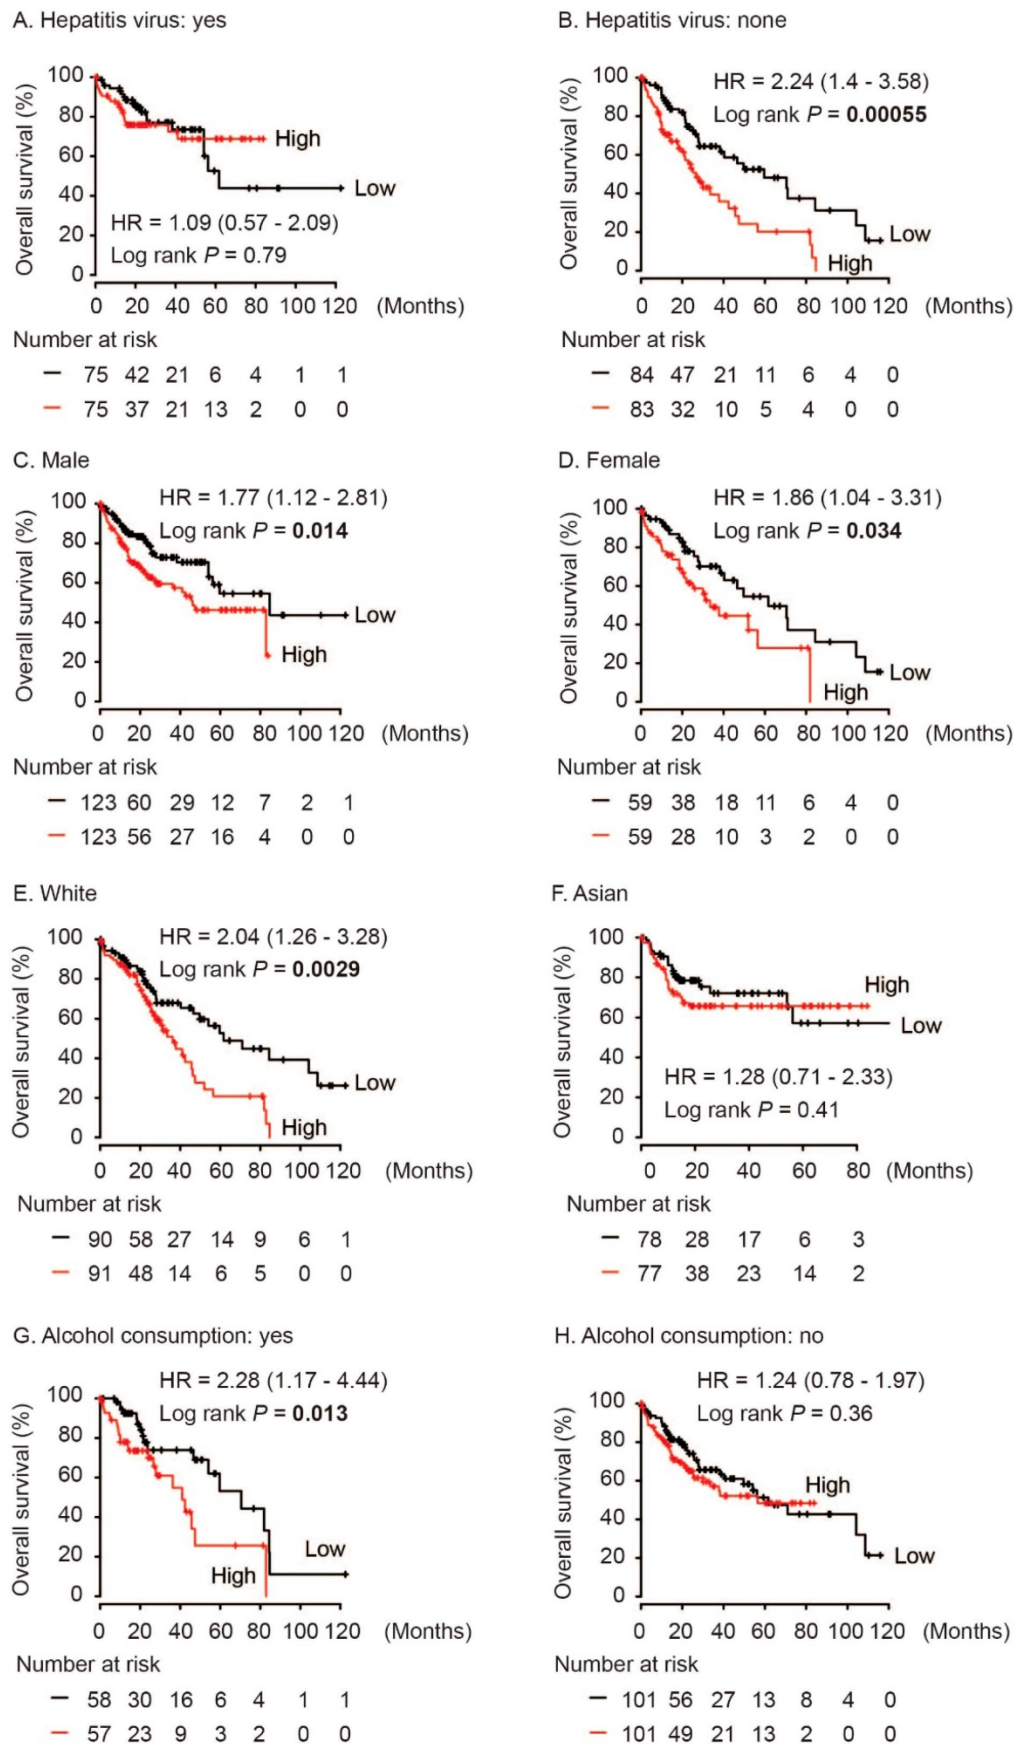 A. Hepatitis virus: yes
Overall survival (%)
100
80
60
40
20
0
High
Low
HR = 1.09 (0.57 - 2.09)
Log rank P = 0.79
0 20 40 60 80 100 120 (Months)
Number at risk
75 42 21 6 4 1 1
75 37 21 13 2 0 0
B. Hepatitis virus: none
Overall survival (%)
100
80
60
40
20
0
HR = 2.24 (1.4 - 3.58)
Log rank P = 0.00055
Low
High
0 20 40 60 80 100 120 (Months)
Number at risk
84 47 21 11 6 4 0
83 32 10 5 4 0 0
C. Male
Overall survival (%)
100
80
60
40
20
0
HR = 1.77 (1.12 - 2.81)
Log rank P = 0.014
Low
High
0 20 40 60 80 100 120 (Months)
Number at risk
123 60 29 12 7 2 1
123 56 27 16 4 0 0
D. Female
Overall survival (%)
100
80
60
40
20
0
HR = 1.86 (1.04 - 3.31)
Log rank P = 0.034
Low
High
0 20 40 60 80 100 120 (Months)
Number at risk
59 38 18 11 6 4 0
59 28 10 3 2 0 0
E. White
Overall survival (%)
100
80
60
40
20
0
HR = 2.04 (1.26 - 3.28)
Log rank P = 0.0029
Low
High
0 20 40 60 80 100 120 (Months)
Number at risk
90 58 27 14 9 6 1
91 48 14 6 5 0 0
F. Asian
Overall survival (%)
100
80
60
40
20
0
High
Low
HR = 1.28 (0.71 - 2.33)
Log rank P = 0.41
0 20 40 60 80 (Months)
Number at risk
78 28 17 6 3
77 38 23 14 2
G. Alcohol consumption: yes
Overall survival (%)
100
80
60
40
20
0
HR = 2.28 (1.17 - 4.44)
Log rank P = 0.013
Low
High
0 20 40 60 80 100 120 (Months)
Number at risk
58 30 16 6 4 1 1
57 23 9 3 2 0 0
H. Alcohol consumption: no
Overall survival (%)
100
80
60
40
20
0
HR = 1.24 (0.78 - 1.97)
Log rank P = 0.36
High
Low
0 20 40 60 80 100 120 (Months)
Number at risk
101 56 27 13 8 4 0
101 49 21 13 2 0 0